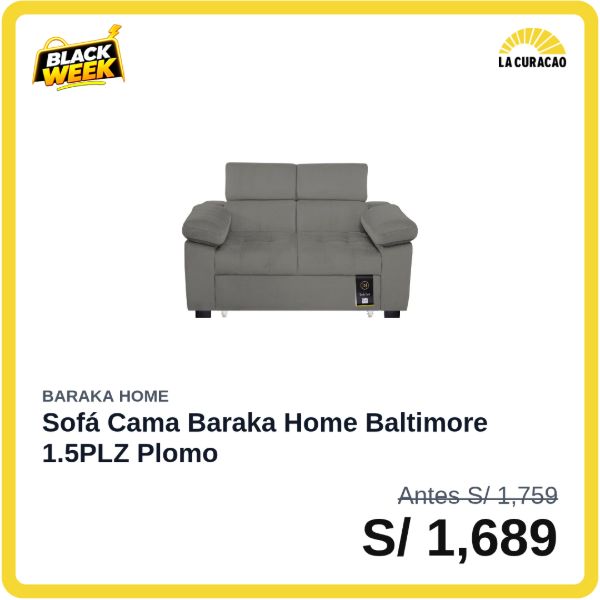 BLACK
WEEK
LA CURACAO
BARAKA HOME
Sofá Cama Baraka Home Baltimore
1.5PLZ Plomo
Antes S/ 1,759
S/ 1,689